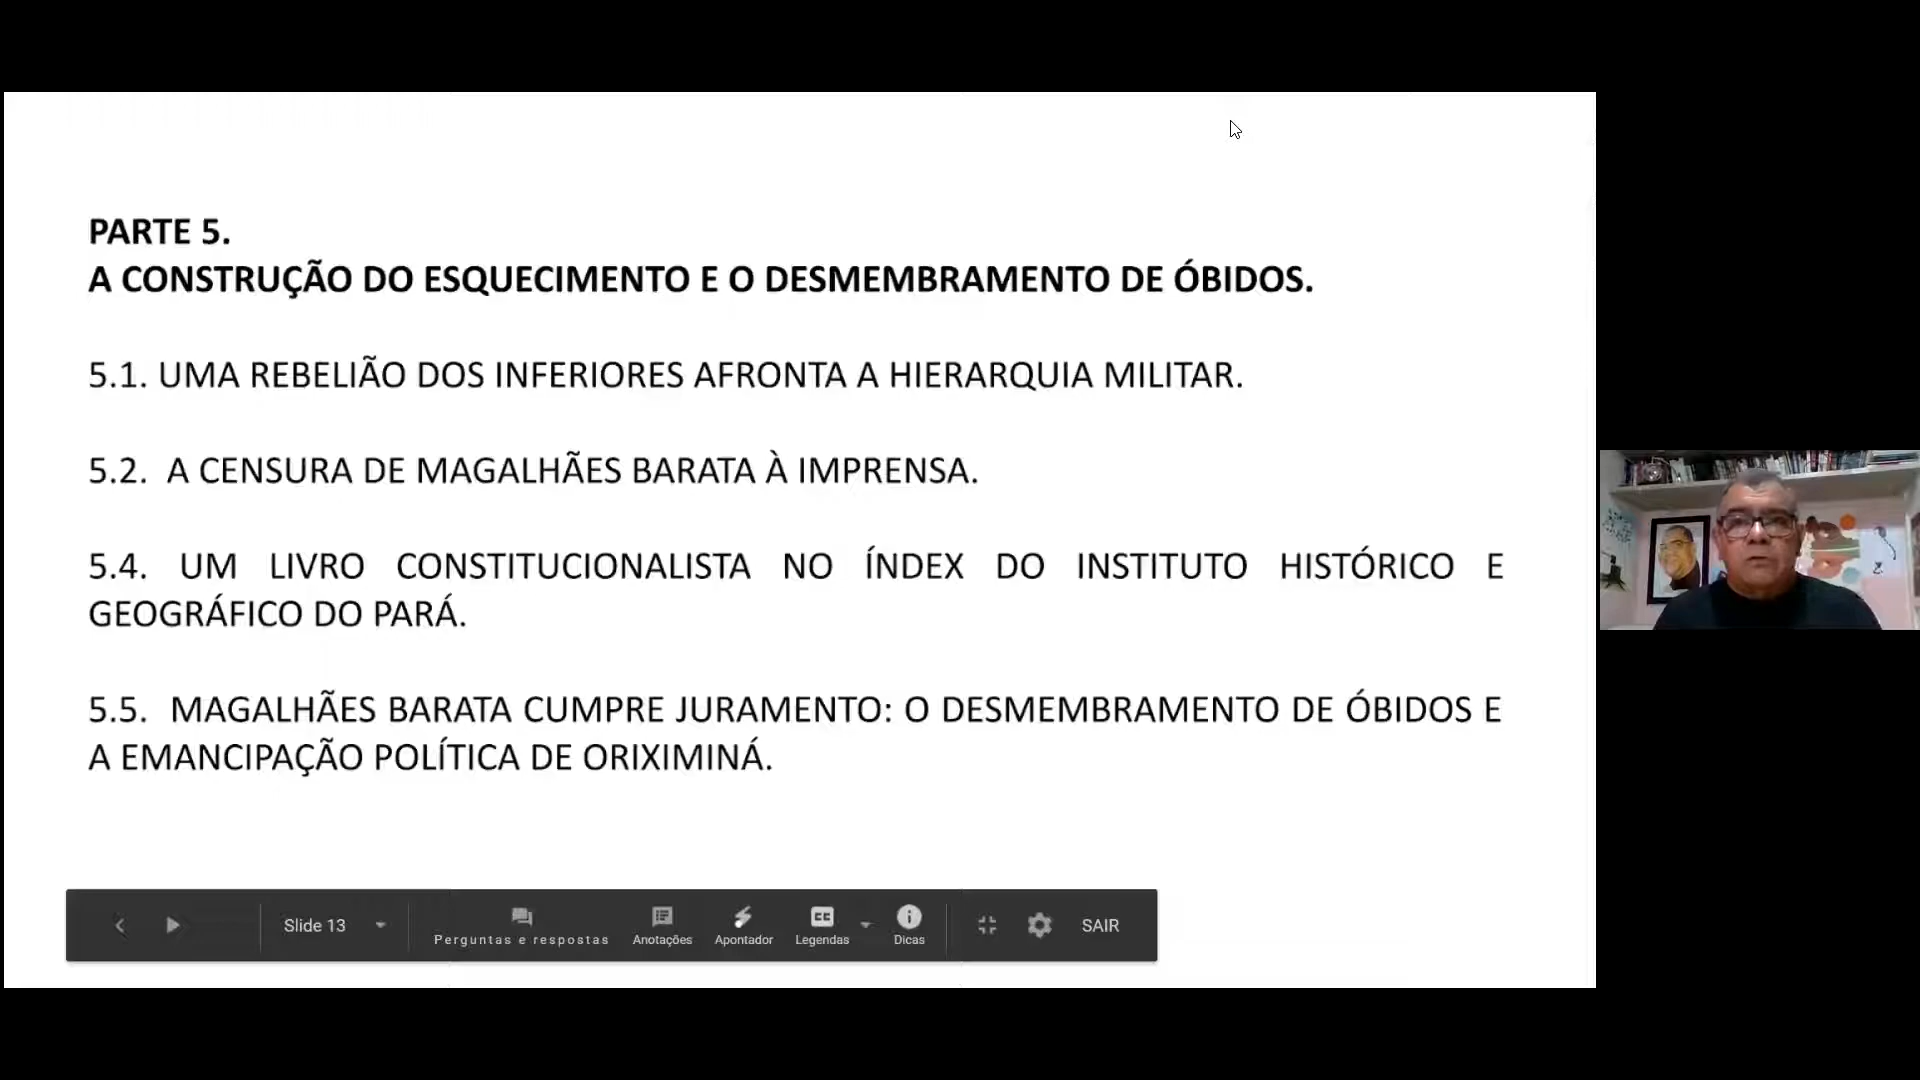 PARTE 5.
A CONSTRUÇÃO DO ESQUECIMENTO E O DESMEMBRAMENTO DE ÓBIDOS.
5.1. UMA REBELIÃO DOS INFERIORES AFRONTA A HIERARQUIA MILITAR.
5.2. A CENSURA DE MAGALHÃES BARATA À IMPRENSA.
5.4. UM LIVRO CONSTITUCIONALISTA NO ÍNDEX DO INSTITUTO HISTÓRICO E
GEOGRÁFICO DO PARÁ.
5.5. MAGALHÃES BARATA CUMPRE JURAMENTO: O DESMEMBRAMENTO DE ÓBIDOS E
A EMANCIPAÇÃO POLÍTICA DE ORIXIMINÁ.
Slide 13
Perguntas e respostas
Anotações
Apontador
CC
Legendas
Dicas
SAIR